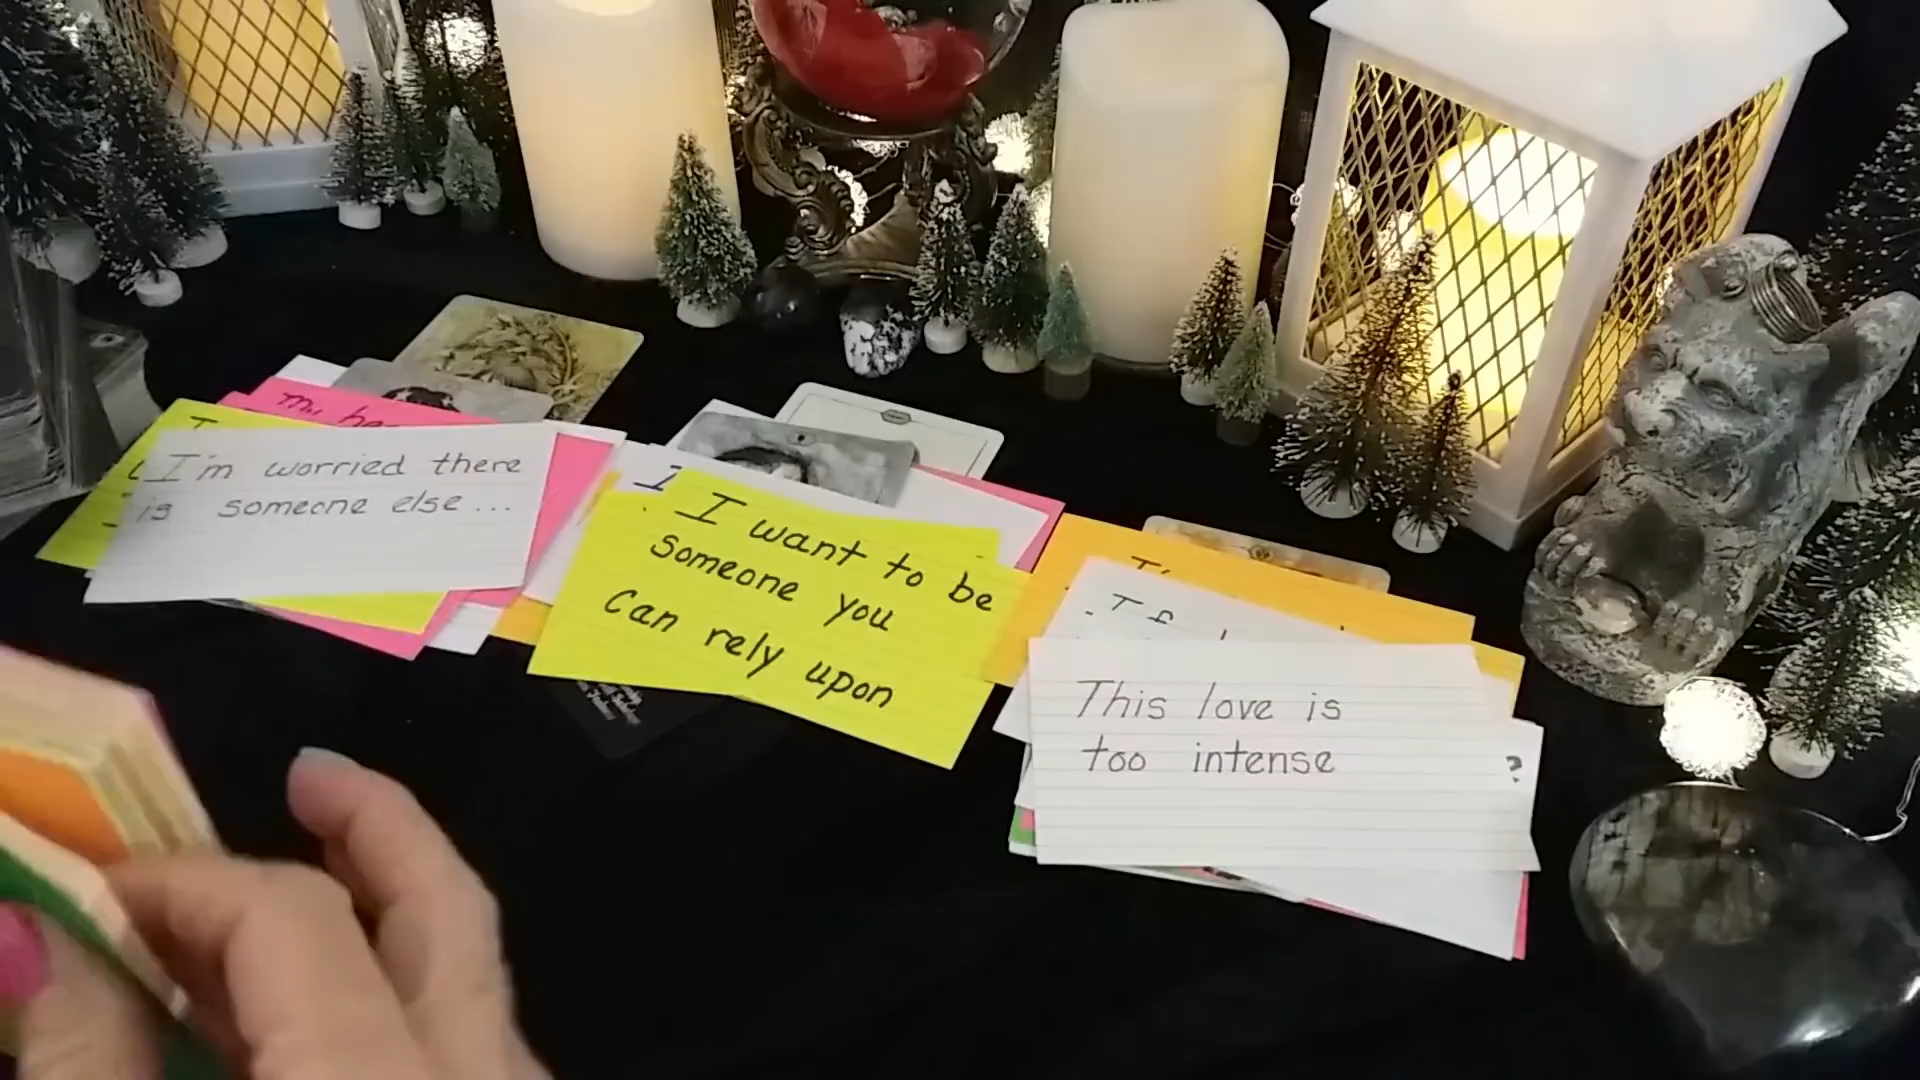 I'm worried there
is someone else...
I want to be
someone you
can rely upon
This love is
too intense
?